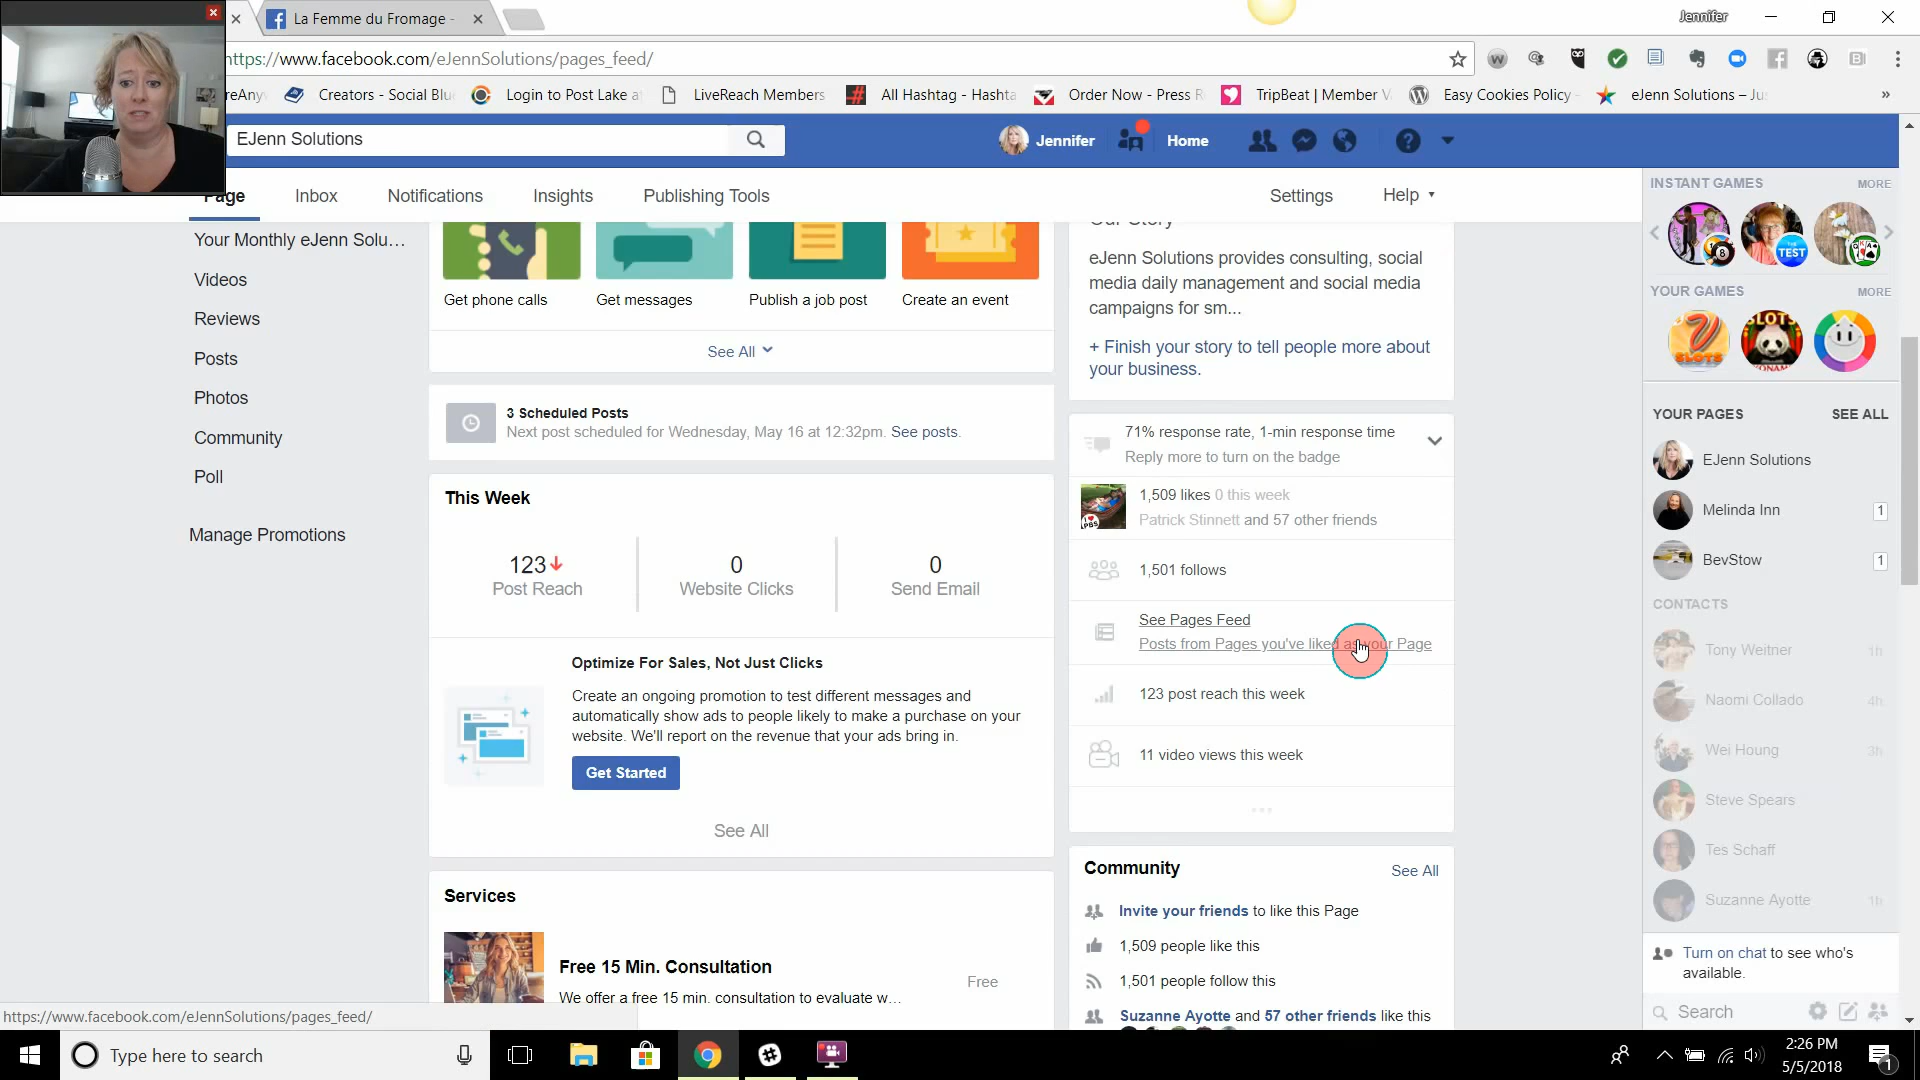 La Femme du Fromage -
Jennifer
https://www.facebook.com/eJennSolutions/pages_feed/
reAny
Creators - Social Blu
Login to Post Lake a
LiveReach Members
All Hashtag - Hashta
Order Now - Press R
TripBeat | Member V
Easy Cookies Policy
eJenn Solutions – Ju
»
EJenn Solutions
Jennifer
Home
Page
Inbox
Notifications
Insights
Publishing Tools
Settings
Help
Your Monthly eJenn Solu...
Videos
Reviews
Posts
Photos
Community
Poll
Manage Promotions
Get phone calls
Get messages
Publish a job post
Create an event
See All
3 Scheduled Posts
Next post scheduled for Wednesday, May 16 at 12:32pm. See posts.
This Week
123
Post Reach
0
Website Clicks
0
Send Email
Optimize For Sales, Not Just Clicks
Create an ongoing promotion to test different messages and
automatically show ads to people likely to make a purchase on your
website. We'll report on the revenue that your ads bring in.
Get Started
See All
Services
Free 15 Min. Consultation
Free
We offer a free 15 min. consultation to evaluate w...
Our Story
eJenn Solutions provides consulting, social
media daily management and social media
campaigns for sm...
+ Finish your story to tell people more about
your business.
71% response rate, 1-min response time
Reply more to turn on the badge
1,509 likes 0 this week
Patrick Stinnett and 57 other friends
1,501 follows
See Pages Feed
Posts from Pages you've liked as your Page
123 post reach this week
11 video views this week
Community
See All
Invite your friends to like this Page
1,509 people like this
1,501 people follow this
Suzanne Ayotte and 57 other friends like this
INSTANT GAMES
MORE
8
THE TEST
YOUR GAMES
MORE
SLOTS
SLOTS
YOUR PAGES
SEE ALL
EJenn Solutions
Melinda Inn
1
BevStow
1
CONTACTS
Tony Weitner
1h
Naomi Collado
4h
Wei Houng
3h
Steve Spears
Tes Schaff
Suzanne Ayotte
1h
Turn on chat to see who's
available.
Search
https://www.facebook.com/eJennSolutions/pages_feed/
Type here to search
2:26 PM
5/5/2018
1